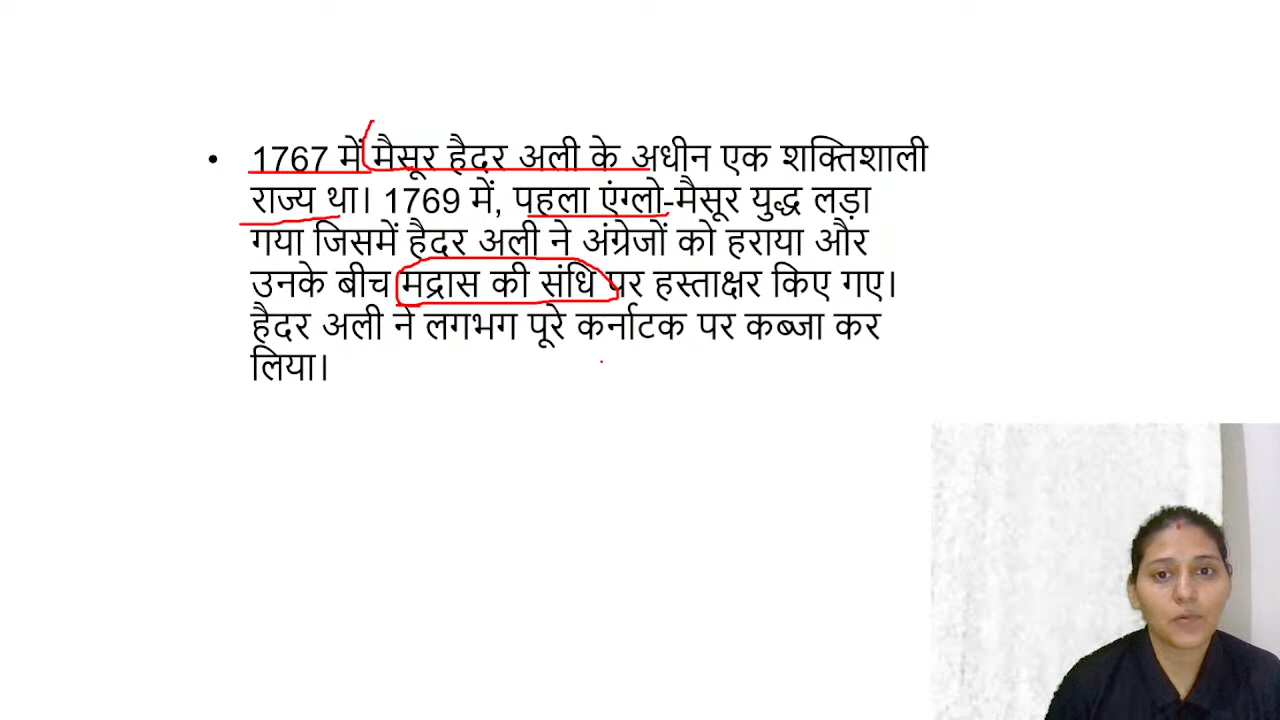 • 1767 में मैसूर हैदर अली के अधीन एक शक्तिशाली
राज्य था। 1769 में, पहला एंग्लो-मैसूर युद्ध लड़ा
गया जिसमें हैदर अली ने अंग्रेजों को हराया और
उनके बीच मद्रास की संधि पर हस्ताक्षर किए गए।
हैदर अली ने लगभग पूरे कर्नाटक पर कब्जा कर
लिया।